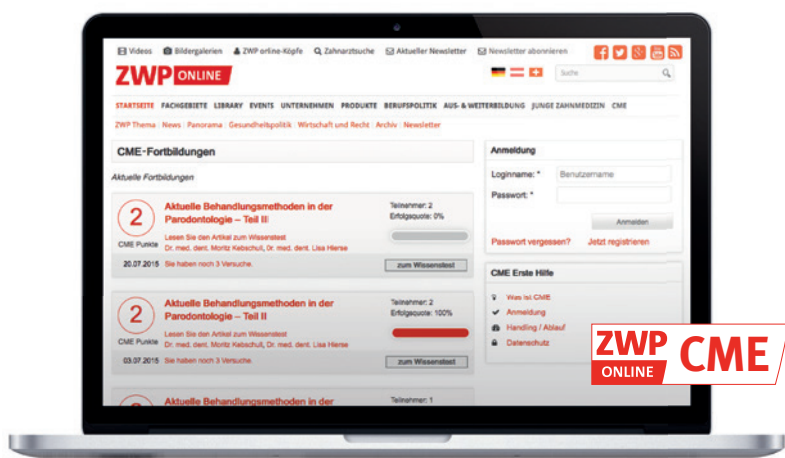 Videos Bildergalerien ZWP online-Köpfe Zahnarztsuche Aktueller Newsletter Newsletter abonnieren
ZWP ONLINE
Suche
STARTSEITE FACHGEBIETE LIBRARY EVENTS UNTERNEHMEN PRODUKTE BERUFSPOLITIK AUS- & WEITERBILDUNG JUNGE ZAHNMEDIZIN CME
ZWP Thema News Panorama Gesundheitspolitik Wirtschaft und Recht Archiv Newsletter
CME-Fortbildungen
Aktuelle Fortbildungen
2
CME Punkte
Aktuelle Behandlungsmethoden in der
Parodontologie – Teil III
Lesen Sie den Artikel zum Wissenstest
Dr. med. dent. Moritz Kebschull, Dr. med. dent. Lisa Hierse
Teilnehmer: 2
Erfolgsquote: 0%
20.07.2015 Sie haben noch 3 Versuche.
zum Wissenstest
2
CME Punkte
Aktuelle Behandlungsmethoden in der
Parodontologie – Teil II
Lesen Sie den Artikel zum Wissenstest
Dr. med. dent. Moritz Kebschull, Dr. med. dent. Lisa Hierse
Teilnehmer: 2
Erfolgsquote: 100%
03.07.2015 Sie haben noch 3 Versuche.
zum Wissenstest
Aktuelle Behandlungsmethoden in der
Teilnehmer: 1
Anmeldung
Loginname: * Benutzername
Passwort: *
Anmelden
Passwort vergessen? Jetzt registrieren
CME Erste Hilfe
Was ist CME
Anmeldung
Handling / Ablauf
Datenschutz
ZWP ONLINE CME